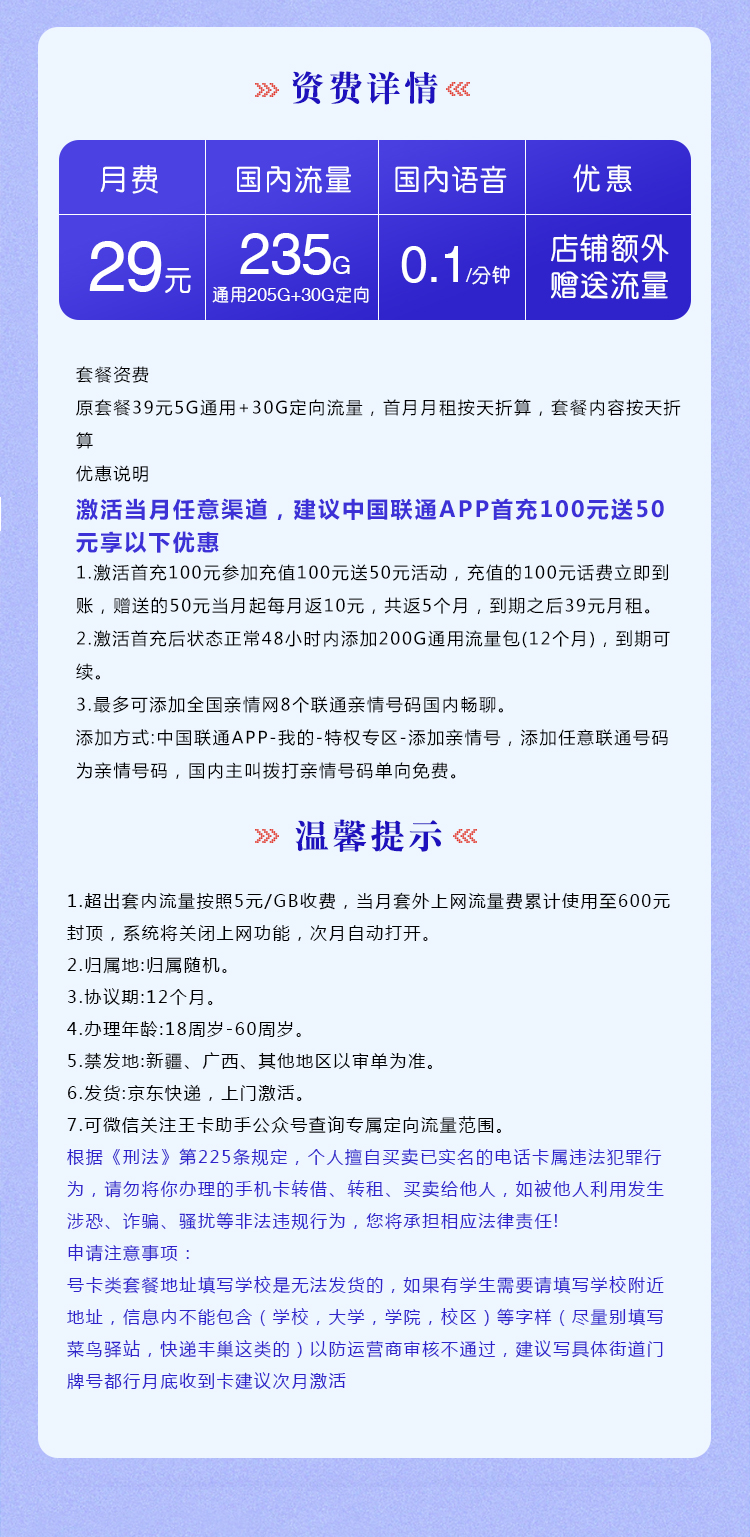 资费详情
月费
国内流量
国内语音
优惠
29元
235G
通用205G+30G定向
0.1/分钟
店铺额外
赠送流量
套餐资费
原套餐39元5G通用+30G定向流量，首月月租按天折算，套餐内容按天折
算
优惠说明
激活当月任意渠道，建议中国联通APP首充100元送50
元享以下优惠
1.激活首充100元参加充值100元送50元活动，充值的100元话费立即到
账，赠送的50元当月起每月返10元，共返5个月，到期之后39元月租。
2.激活首充后状态正常48小时内添加200G通用流量包(12个月)，到期可
续。
3.最多可添加全国亲情网8个联通亲情号码国内畅聊。
添加方式:中国联通APP-我的-特权专区-添加亲情号，添加任意联通号码
为亲情号码，国内主叫拨打亲情号码单向免费。
温馨提示
1.超出套内流量按照5元/GB收费，当月套外上网流量费累计使用至600元
封顶，系统将关闭上网功能，次月自动打开。
2.归属地:归属随机。
3.协议期:12个月。
4.办理年龄:18周岁-60周岁。
5.禁发地:新疆、广西、其他地区以审单为准。
6.发货:京东快递，上门激活。
7.可微信关注王卡助手公众号查询专属定向流量范围。
根据《刑法》第225条规定，个人擅自买卖已实名的电话卡属违法犯罪行
为，请勿将你办理的手机卡转借、转租、买卖给他人，如被他人利用发生
涉恐、诈骗、骚扰等非法违规行为，您将承担相应法律责任!
申请注意事项：
号卡类套餐地址填写学校是无法发货的，如果有学生需要请填写学校附近
地址，信息内不能包含（学校，大学，学院，校区）等字样（尽量别填写
菜鸟驿站，快递丰巢这类的）以防运营商审核不通过，建议写具体街道门
牌号都行月底收到卡建议次月激活